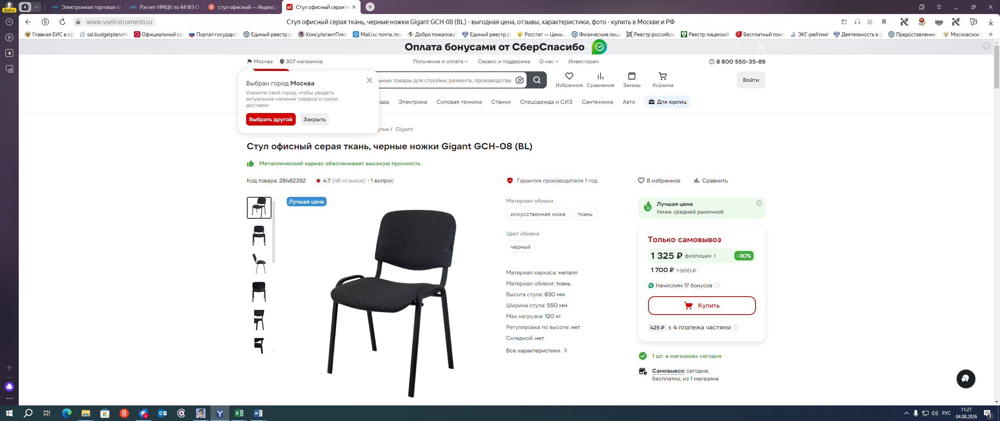 Войти
4
Электронная торговая пл
Расчет НМЦК по 44 ФЗ О
стул офисный — Яндекс:
Стул офисный серая тк
www.vseinstrumenti.ru
Стул офисный серая ткань, черные ножки Gigant GCH-08 (BL) - выгодная цена, отзывы, характеристики, фото - купить в Москве и РФ
Главная ЕИС в сф
ssl.budgetplan.mi
Официальный са
Портал государст
Единый реестр су
КонсультантПлюс
Mail.ru: почта, пои
Добро пожаловат
Единый реестр ро
Росстат — Цены,
Физические лица
Реестр российско
Реестр лицензий
Бесплатный поис
ЭКГ-рейтинг
Деятельность в сс
Предоставление
Московское
4
Оплата бонусами от СберСпасибо
Москва
307 магазинов
Получение и оплата
Сервис и поддержка
О нас
Инвесторам
8 800 550-35-89
Выбран город Москва
Укажите свой город, чтобы увидеть
актуальное наличие товаров и сроки
доставки
Выбрать другой
Закрыть
ьные товары для стройки, ремонта, производства
Избранное
Сравнение
Заказы
Корзина
Войти
сада
Электрика
Силовая техника
Станки
Спецодежда и СИЗ
Сантехника
Авто
Для юрлиц
улья / Gigant
Стул офисный серая ткань, черные ножки Gigant GCH-08 (BL)
Металлический каркас обеспечивает высокую прочность
Код товара: 28482392
4.7 (48 отзывов) · 1 вопрос
Гарантия производителя 1 год
В избранное
Сравнить
Лучшая цена
Материал обивки
искусственная кожа
ткань
Цвет обивки
черный
Материал каркаса: металл
Материал обивки: ткань
Высота стула: 830 мм
Ширина стула: 550 мм
Max нагрузка: 120 кг
Регулировка по высоте: нет
Складной: нет
Все характеристики
Лучшая цена
Ниже средней рыночной
Только самовывоз
1 325 ₽ физлицам
-30%
1 700 ₽ 1 900 ₽
Начислим 17 бонусов
Купить
425 ₽ х 4 платежа частями
1 шт. в магазинах сегодня
Самовывоз: сегодня,
бесплатно, из 1 магазина
1
РУС
11:27
04.08.2026
3